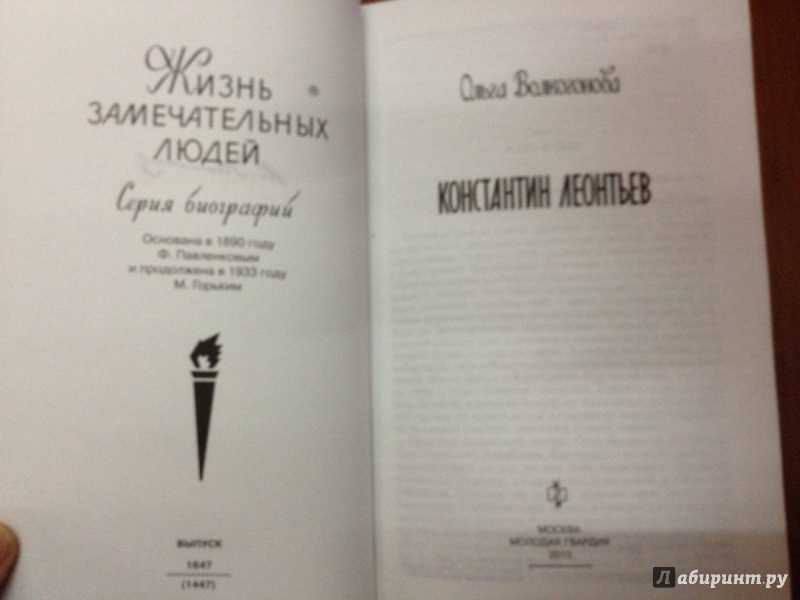 Жизнь ®
ЗАМЕЧАТЕЛЬНЫХ
ЛЮДЕЙ
Серия биографий
Основана в 1890 году
Ф. Павленковым
и продолжена в 1933 году
М. Горьким
ВЫПУСК
1647
(1447)
Ольга Волкогонова
КОНСТАНТИН ЛЕОНТЬЕВ
МОСКВА
МОЛОДАЯ ГВАРДИЯ
2013
Лабиринт.ру